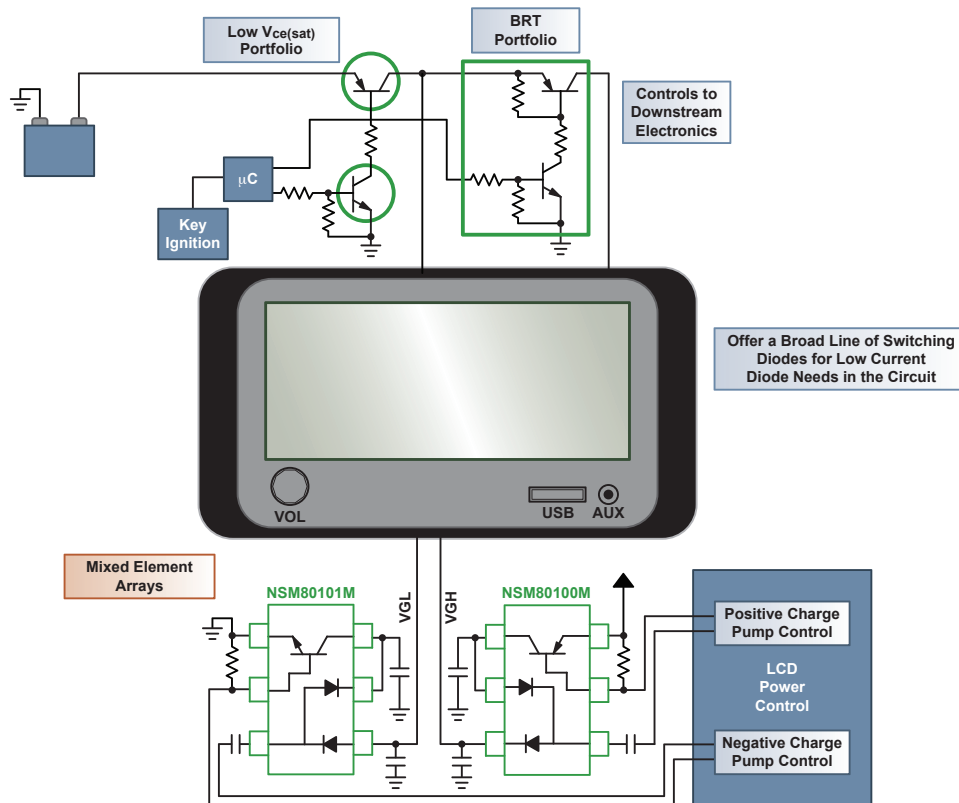 Low Vce(sat)
Portfolio
BRT
Portfolio
Controls to
Downstream
Electronics
μC
Key
Ignition
Offer a Broad Line of Switching
Diodes for Low Current
Diode Needs in the Circuit
VOL
USB
AUX
Mixed Element
Arrays
NSM80101M
VGL
VGH
NSM80100M
Positive Charge
Pump Control
LCD
Power
Control
Negative Charge
Pump Control